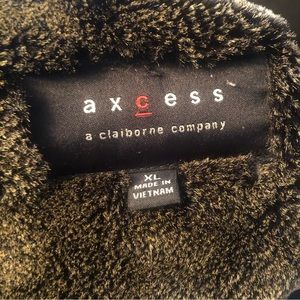 axcess
a claiborne company
XL
MADE IN
VIETNAM